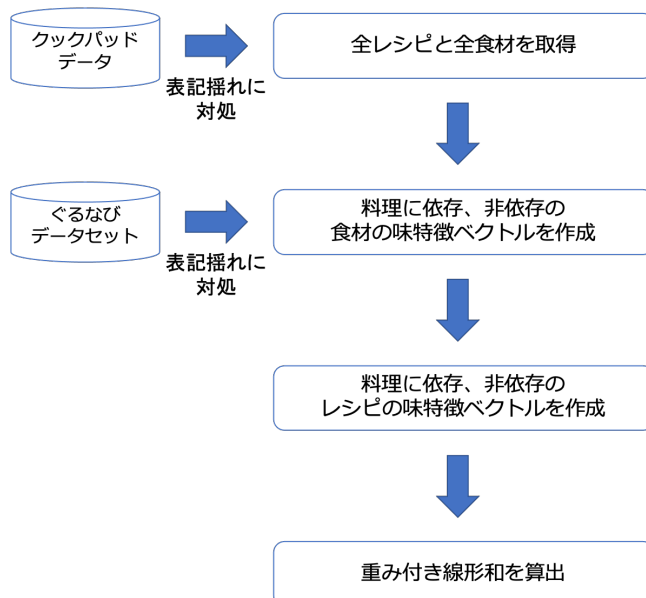 クックパッド
データ
表記揺れに
対処
全レシピと全食材を取得
ぐるなび
データセット
表記揺れに
対処
料理に依存、非依存の
食材の味特徴ベクトルを作成
料理に依存、非依存の
レシピの味特徴ベクトルを作成
重み付き線形和を算出